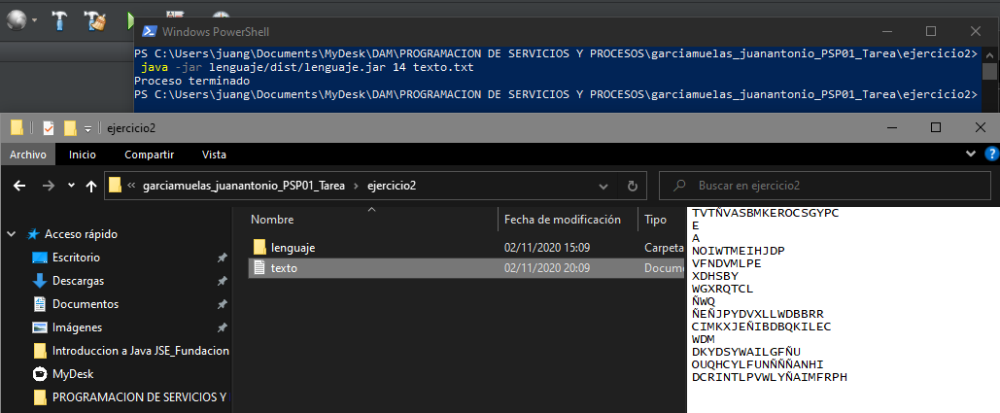 Windows PowerShell
PS C:\Users\juang\Documents\MyDesk\DAM\PROGRAMACION DE SERVICIOS Y PROCESOS\garciamuelas_juanantonio_PSP01_Tarea\ejercicio2>
java -jar lenguaje/dist/lenguaje.jar 14 texto.txt
Proceso terminado
PS C:\Users\juang\Documents\MyDesk\DAM\PROGRAMACION DE SERVICIOS Y PROCESOS\garciamuelas_juanantonio_PSP01_Tarea\ejercicio2>
ejercicio2
Archivo Inicio Compartir Vista
« garciamuelas_juanantonio_PSP01_Tarea > ejercicio2 Buscar en ejercicio2
Nombre Fecha de modificación Tipo
Acceso rápido
Escritorio
Descargas
Documentos
Imágenes
Introduccion a Java JSE_Fundacion
MyDesk
PROGRAMACION DE SERVICIOS Y
lenguaje 02/11/2020 15:09 Carpeta
texto 02/11/2020 20:09 Docume
TVTÑVASBMKEROCSGYPC
E
A
NOIWTMEIHJDP
VFNDVMLPE
XDHSBY
WGXRQTCL
ÑWQ
ÑEÑJPYDVXLLWDBBRR
CIMKXJEÑIBDBQKILEC
WDM
DKYDSYWAILGFÑU
OUQHCYLFUNÑÑÑANHI
DCRINTLPVWLYÑAIMFRPH